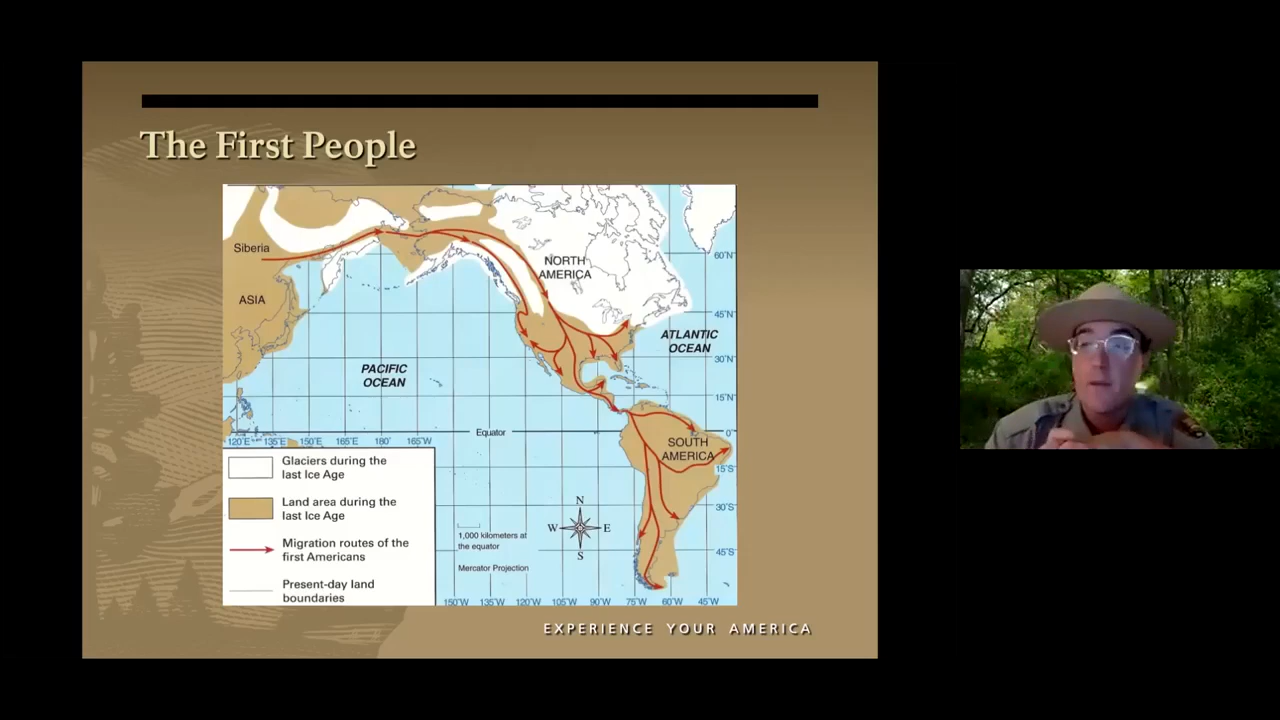 The First People
Siberia
ASIA
NORTH
AMERICA
ATLANTIC
OCEAN
PACIFIC
OCEAN
SOUTH
AMERICA
Equator
60°N
45°N
30°N
15°N
0°
15°S
30°S
45°S
120°E
135°E
150°E
165°E
180°
165°W
Glaciers during the
last Ice Age
Land area during the
last Ice Age
Migration routes of the
first Americans
Present-day land
boundaries
N
W
E
S
1,000 kilometers at
the equator
Mercator Projection
150°W
135°W
120°W
105°W
90°W
75°W
60°W
45°W
EXPERIENCE YOUR AMERICA